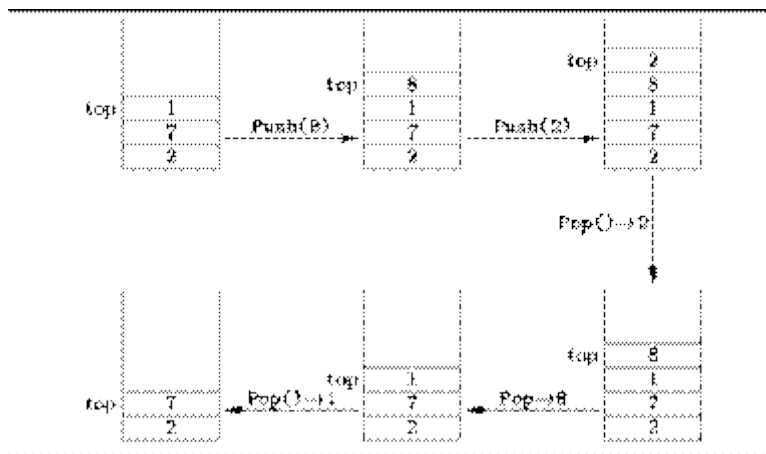 top 1 7 2
Push(8)
top 8 1 7 2
Push(2)
top 2 8 1 7 2
Pop()→2
top 8 1 7 2
Pop→8
top 1 7 2
Pop()→1
top 7 2